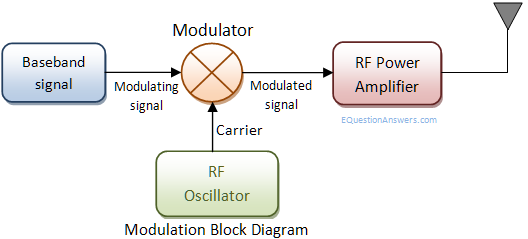 Modulator
Baseband
signal
Modulating
signal
Modulated
signal
RF Power
Amplifier
EQuestionAnswers.com
Carrier
RF
Oscillator
Modulation Block Diagram